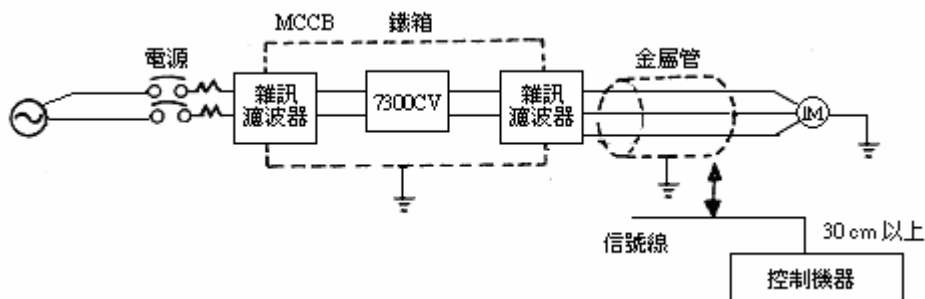 MCCB 鐵箱
電源
金屬管
雜訊
濾波器
7300CV
雜訊
濾波器
IM
信號線
30 cm 以上
控制機器